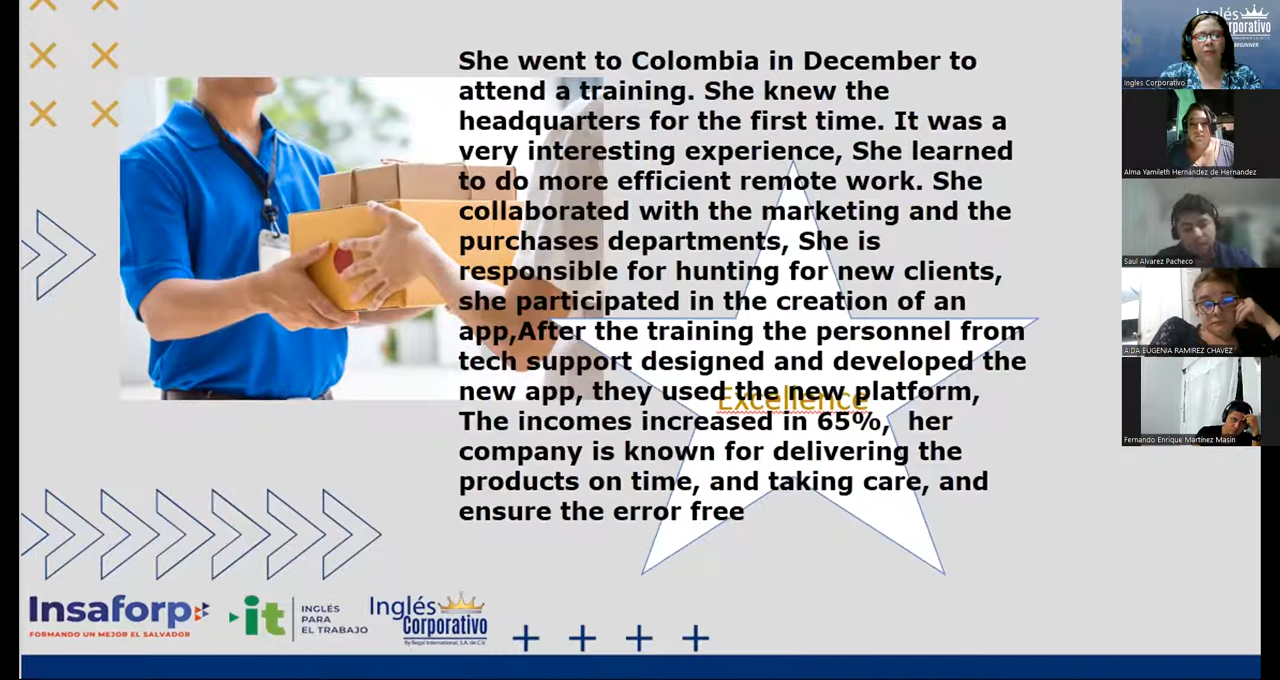 She went to Colombia in December to
attend a training. She knew the
headquarters for the first time. It was a
very interesting experience, She learned
to do more efficient remote work. She
collaborated with the marketing and the
purchases departments, She is
responsible for hunting for new clients,
she participated in the creation of an
app,After the training the personnel from
tech support designed and developed the
new app, they used the new platform,
The incomes increased in 65%,  her
company is known for delivering the
products on time, and taking care, and
ensure the error free
Excellence
Insaforp
FORMANDO UN MEJOR EL SALVADOR
it
INGLÉS
PARA
EL TRABAJO
Inglés
Corporativo
By Regal International, S.A. de C.V.
Inglés
Corporativo
BEGINNER
Ingles Corporativo
Alma Yamileth Hernández de Hernandez
Saul Alvarez Pacheco
AIDA EUGENIA RAMIREZ CHAVEZ
Fernando Enrique Martínez Masin